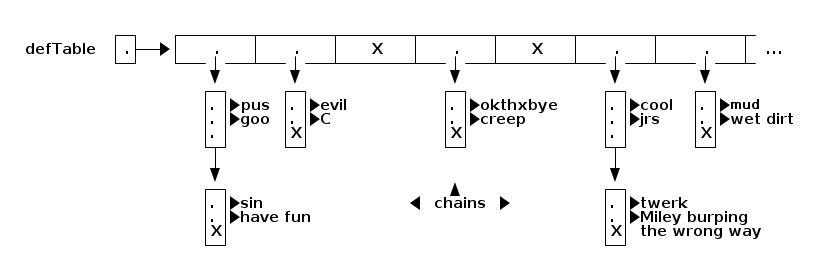 defTable . . . X . X . . ...
. pus . evil . okthxbye . cool . mud
. goo . C . creep . jrs . wet dirt
. X X . X
. sin chains . twerk
. have fun . Miley burping
X X the wrong way